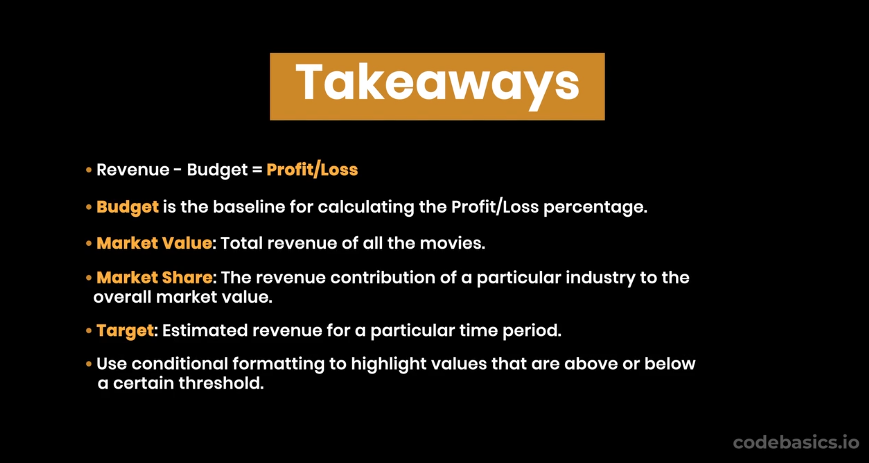 Takeaways
• Revenue - Budget = Profit/Loss
• Budget is the baseline for calculating the Profit/Loss percentage.
• Market Value: Total revenue of all the movies.
• Market Share: The revenue contribution of a particular industry to the
overall market value.
• Target: Estimated revenue for a particular time period.
• Use conditional formatting to highlight values that are above or below
a certain threshold.
codebasics.io